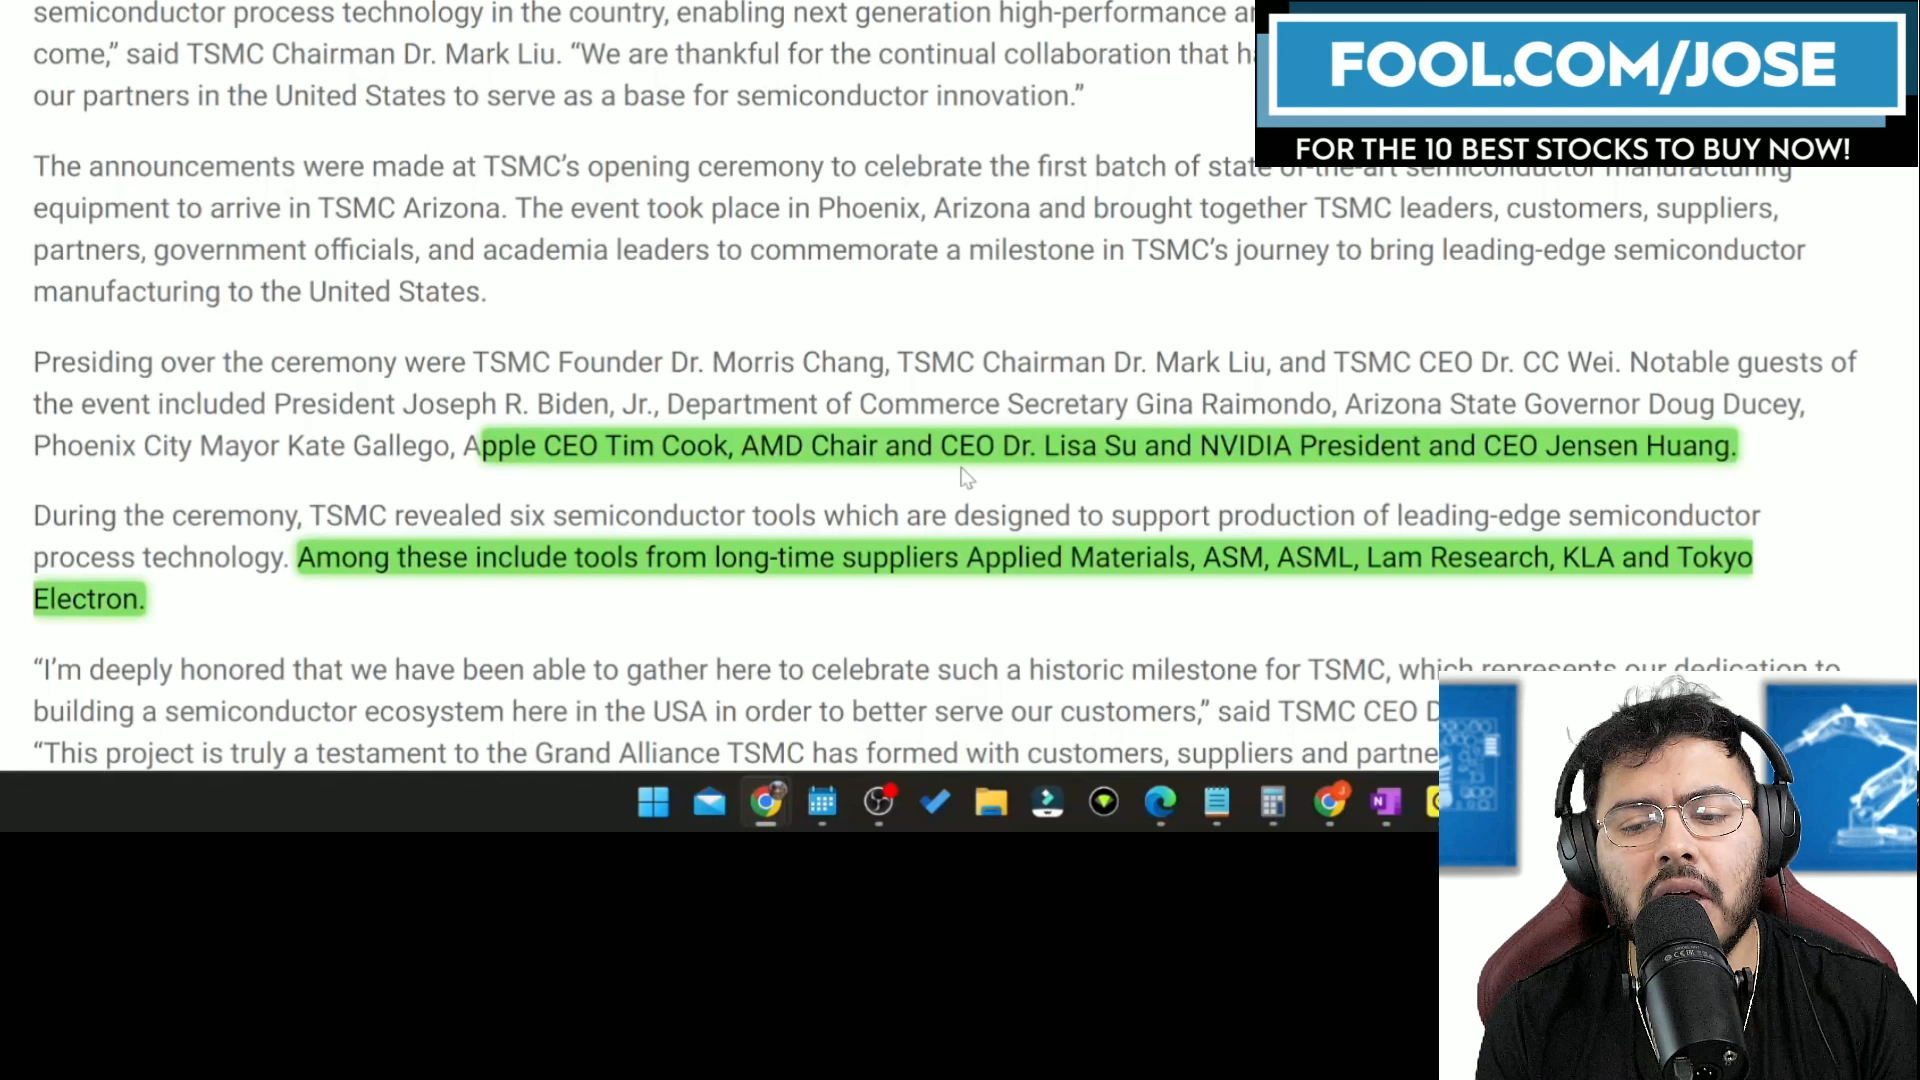 semiconductor process technology in the country, enabling next generation high-performance
come,” said TSMC Chairman Dr. Mark Liu. “We are thankful for the continual collaboration that
our partners in the United States to serve as a base for semiconductor innovation.”
FOOL.COM/JOSE
FOR THE 10 BEST STOCKS TO BUY NOW!
The announcements were made at TSMC’s opening ceremony to celebrate the first batch of state-of-the-art semiconductor manufacturing
equipment to arrive in TSMC Arizona. The event took place in Phoenix, Arizona and brought together TSMC leaders, customers, suppliers,
partners, government officials, and academia leaders to commemorate a milestone in TSMC’s journey to bring leading-edge semiconductor
manufacturing to the United States.
Presiding over the ceremony were TSMC Founder Dr. Morris Chang, TSMC Chairman Dr. Mark Liu, and TSMC CEO Dr. CC Wei. Notable guests of
the event included President Joseph R. Biden, Jr., Department of Commerce Secretary Gina Raimondo, Arizona State Governor Doug Ducey,
Phoenix City Mayor Kate Gallego, Apple CEO Tim Cook, AMD Chair and CEO Dr. Lisa Su and NVIDIA President and CEO Jensen Huang.
During the ceremony, TSMC revealed six semiconductor tools which are designed to support production of leading-edge semiconductor
process technology. Among these include tools from long-time suppliers Applied Materials, ASM, ASML, Lam Research, KLA and Tokyo
Electron.
“I’m deeply honored that we have been able to gather here to celebrate such a historic milestone for TSMC, which represents our dedication to
building a semiconductor ecosystem here in the USA in order to better serve our customers,” said TSMC CEO
“This project is truly a testament to the Grand Alliance TSMC has formed with customers, suppliers and